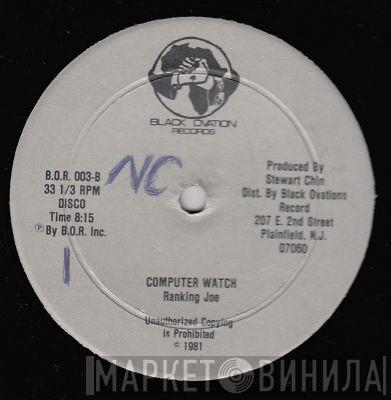 BLACK OVATION
RECORDS
B.O.R. 003-B
33 1/3 RPM
DISCO
Time 8:15
Ⓟ By B.O.R. Inc.
NC
I
Produced By
Stewart Chin
Dist. By Black Ovations
Record
207 E. 2nd Street
Plainfield, N.J.
07060
COMPUTER WATCH
Ranking Joe
Unauthorized Copying
is Prohibited
© 1981
МАРКЕТ ВИНИЛА